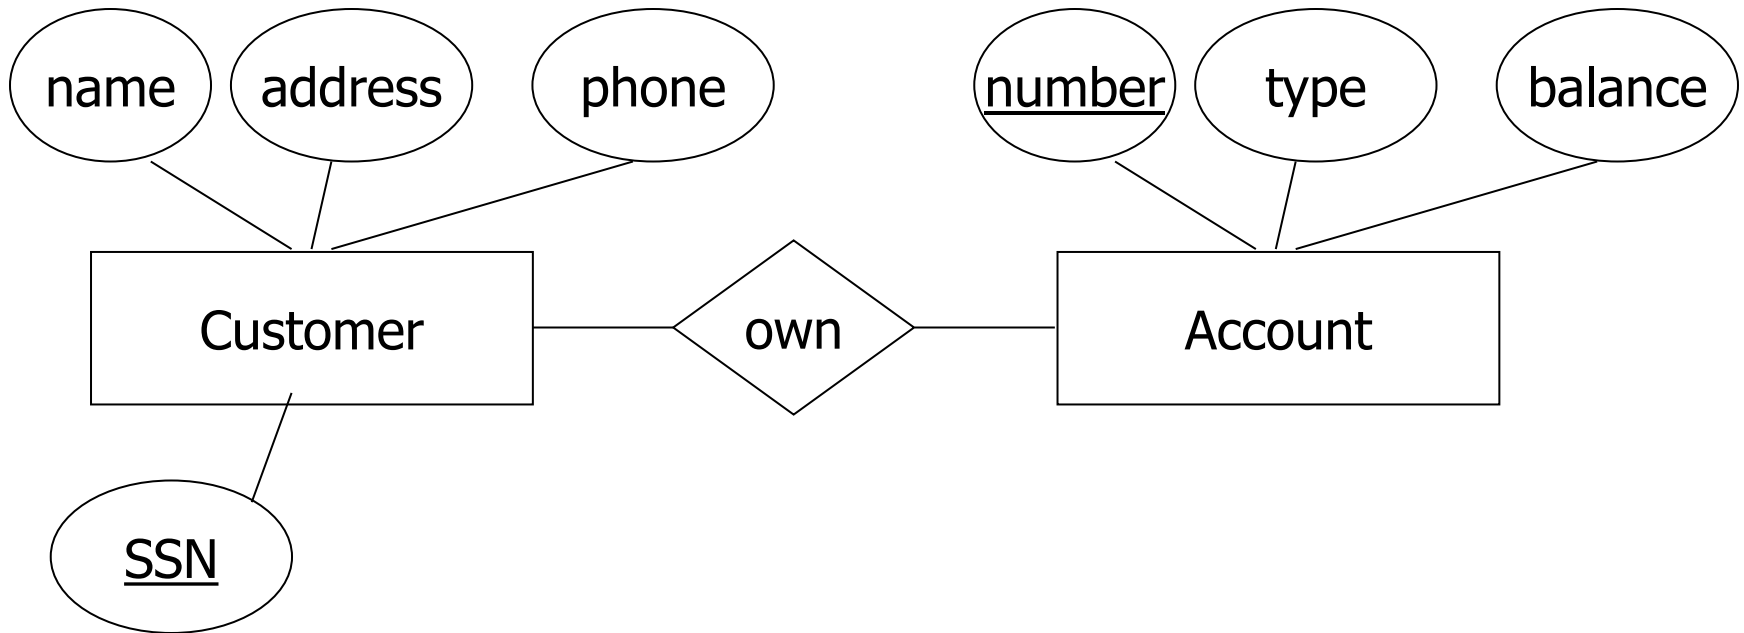 name
address
phone
number
type
balance
Customer
own
Account
SSN